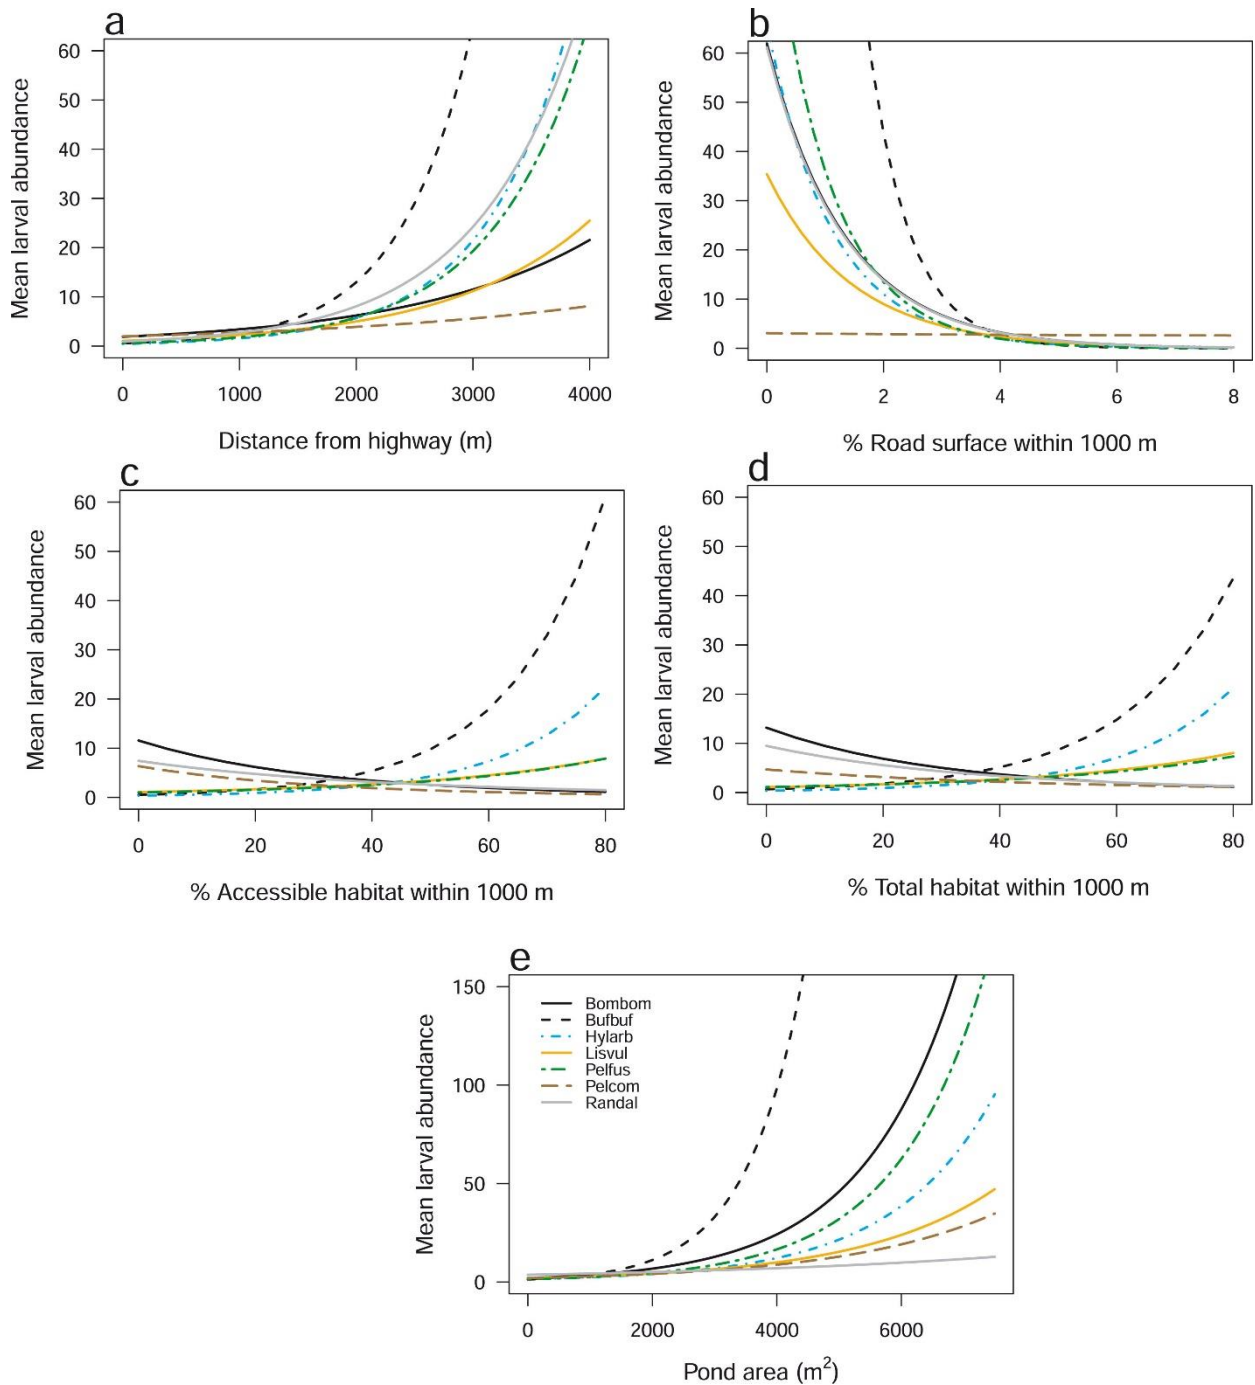 a
60
50
40
30
20
10
0
Mean larval abundance
0 1000 2000 3000 4000
Distance from highway (m)
b
60
50
40
30
20
10
0
Mean larval abundance
0 2 4 6 8
% Road surface within 1000 m
c
60
50
40
30
20
10
0
Mean larval abundance
0 20 40 60 80
% Accessible habitat within 1000 m
d
60
50
40
30
20
10
0
Mean larval abundance
0 20 40 60 80
% Total habitat within 1000 m
e
150
100
50
0
Mean larval abundance
Bombom
Bufbuf
Hylarb
Lisvul
Pelfus
Pelcom
Randal
0 2000 4000 6000
Pond area (m²)